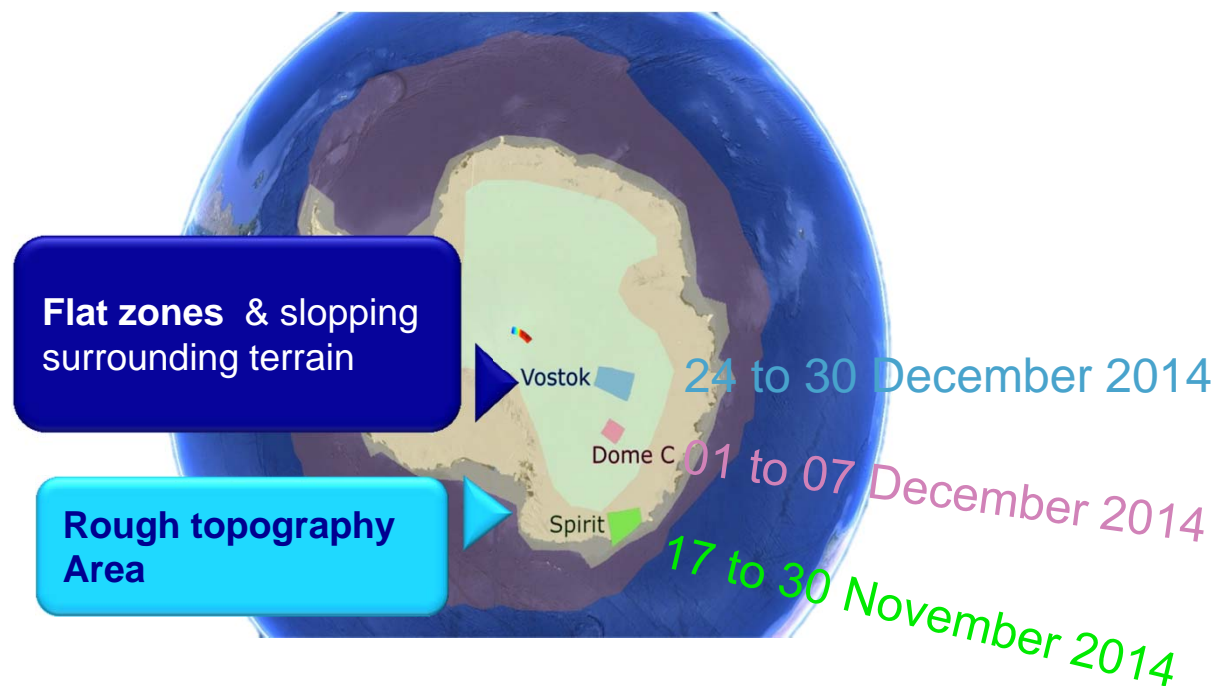 Flat zones & slopping
surrounding terrain
Vostok
24 to 30 December 2014
Dome C
01 to 07 December 2014
Rough topography
Area
Spirit
17 to 30 November 2014